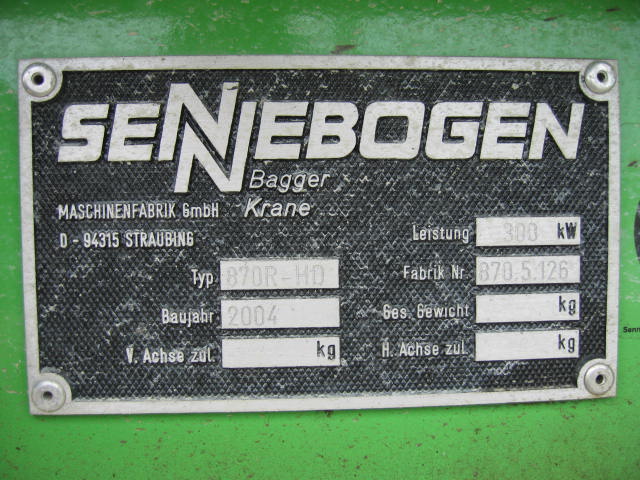 SENNEBOGEN
Bagger
MASCHINENFABRIK GmbH Krane
D - 94315 STRAUBING
Leistung 300 kW
Typ 870R-HD Fabrik Nr. 870.5.126
Baujahr 2004 Ges. Gewicht kg
V. Achse zul. kg H. Achse zul. kg
Senn